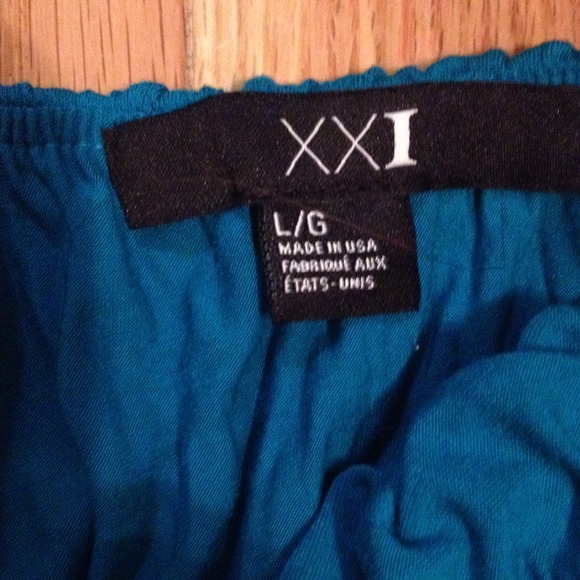 XXI
L/G
MADE IN USA
FABRIQUÉ AUX
ÉTATS-UNIS